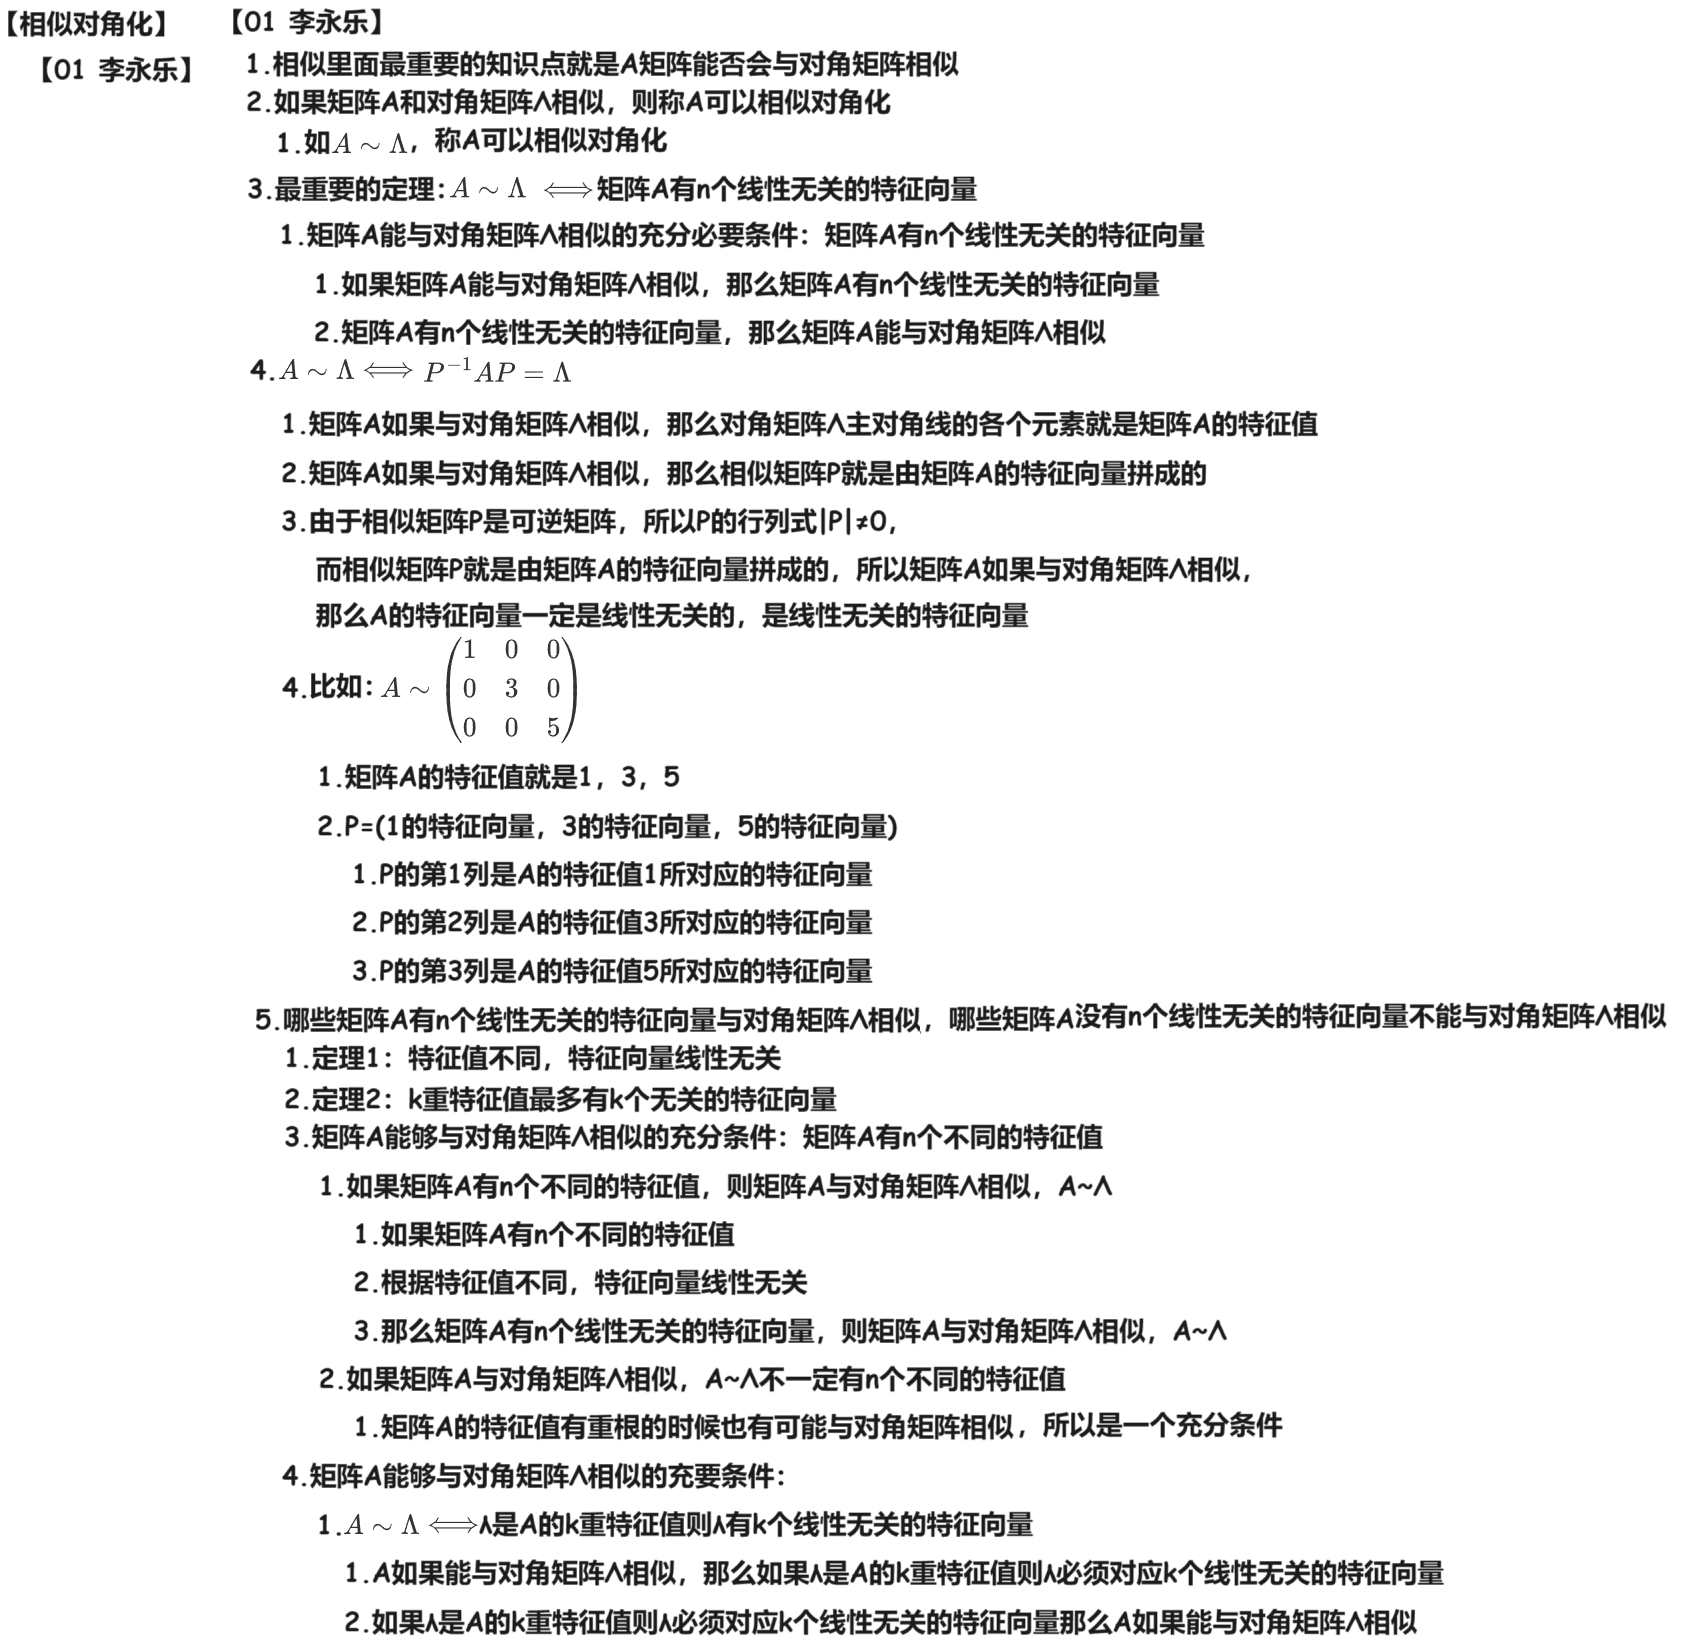 【相似对角化】
【01 李永乐】
【01 李永乐】
1.相似里面最重要的知识点就是A矩阵能否会与对角矩阵相似
2.如果矩阵A和对角矩阵Λ相似，则称A可以相似对角化
1.如A ∼ Λ，称A可以相似对角化
3.最重要的定理：A ∼ Λ ⟺矩阵A有n个线性无关的特征向量
1.矩阵A能与对角矩阵Λ相似的充分必要条件：矩阵A有n个线性无关的特征向量
1.如果矩阵A能与对角矩阵Λ相似，那么矩阵A有n个线性无关的特征向量
2.矩阵A有n个线性无关的特征向量，那么矩阵A能与对角矩阵Λ相似
4.A ∼ Λ ⟺ P⁻¹AP = Λ
1.矩阵A如果与对角矩阵Λ相似，那么对角矩阵Λ主对角线的各个元素就是矩阵A的特征值
2.矩阵A如果与对角矩阵Λ相似，那么相似矩阵P就是由矩阵A的特征向量拼成的
3.由于相似矩阵P是可逆矩阵，所以P的行列式|P|≠0，
而相似矩阵P就是由矩阵A的特征向量拼成的，所以矩阵A如果与对角矩阵Λ相似，
那么A的特征向量一定是线性无关的，是线性无关的特征向量
1 0 0
4.比如：A ∼ 0 3 0
0 0 5
1.矩阵A的特征值就是1，3，5
2.P=(1的特征向量，3的特征向量，5的特征向量)
1.P的第1列是A的特征值1所对应的特征向量
2.P的第2列是A的特征值3所对应的特征向量
3.P的第3列是A的特征值5所对应的特征向量
5.哪些矩阵A有n个线性无关的特征向量与对角矩阵Λ相似，哪些矩阵A没有n个线性无关的特征向量不能与对角矩阵Λ相似
1.定理1：特征值不同，特征向量线性无关
2.定理2：k重特征值最多有k个无关的特征向量
3.矩阵A能够与对角矩阵Λ相似的充分条件：矩阵A有n个不同的特征值
1.如果矩阵A有n个不同的特征值，则矩阵A与对角矩阵Λ相似，A~Λ
1.如果矩阵A有n个不同的特征值
2.根据特征值不同，特征向量线性无关
3.那么矩阵A有n个线性无关的特征向量，则矩阵A与对角矩阵Λ相似，A~Λ
2.如果矩阵A与对角矩阵Λ相似，A~Λ不一定有n个不同的特征值
1.矩阵A的特征值有重根的时候也有可能与对角矩阵相似，所以是一个充分条件
4.矩阵A能够与对角矩阵Λ相似的充要条件：
1.A ∼ Λ ⟺λ是A的k重特征值则λ有k个线性无关的特征向量
1.A如果能与对角矩阵Λ相似，那么如果λ是A的k重特征值则λ必须对应k个线性无关的特征向量
2.如果λ是A的k重特征值则λ必须对应k个线性无关的特征向量那么A如果能与对角矩阵Λ相似